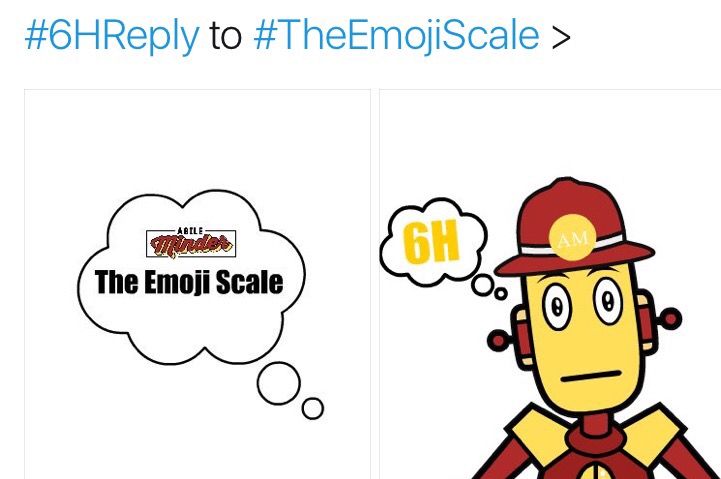 #6HReply to #TheEmojiScale >
AGILE
Minder
The Emoji Scale
6H
AM